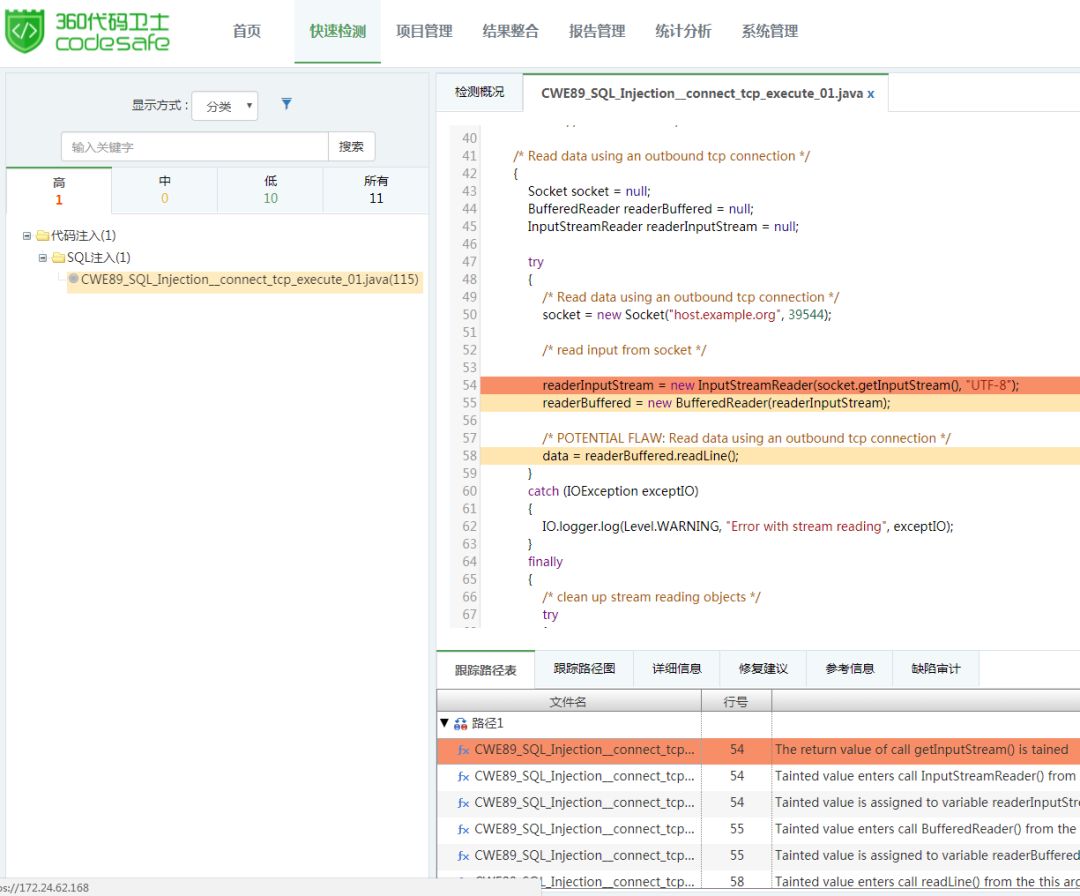 360代码卫士
codesafe
首页 快速检测 项目管理 结果整合 报告管理 统计分析 系统管理
显示方式： 分类
输入关键字 搜索
高 中 低 所有
1 0 10 11
代码注入(1)
SQL注入(1)
CWE89_SQL_Injection__connect_tcp_execute_01.java(115)
检测概况 CWE89_SQL_Injection__connect_tcp_execute_01.java x
40
41 /* Read data using an outbound tcp connection */
42 {
43 Socket socket = null;
44 BufferedReader readerBuffered = null;
45 InputStreamReader readerInputStream = null;
46
47 try
48 {
49 /* Read data using an outbound tcp connection */
50 socket = new Socket("host.example.org", 39544);
51
52 /* read input from socket */
53
54 readerInputStream = new InputStreamReader(socket.getInputStream(), "UTF-8");
55 readerBuffered = new BufferedReader(readerInputStream);
56
57 /* POTENTIAL FLAW: Read data using an outbound tcp connection */
58 data = readerBuffered.readLine();
59 }
60 catch (IOException exceptIO)
61 {
62 IO.logger.log(Level.WARNING, "Error with stream reading", exceptIO);
63 }
64 finally
65 {
66 /* clean up stream reading objects */
67 try
跟踪路径表 跟踪路径图 详细信息 修复建议 参考信息 缺陷审计
文件名 行号
路径1
fx CWE89_SQL_Injection__connect_tcp... 54 The return value of call getInputStream() is tained
fx CWE89_SQL_Injection__connect_tcp... 54 Tainted value enters call InputStreamReader() from
fx CWE89_SQL_Injection__connect_tcp... 54 Tainted value is assigned to variable readerInputStre
fx CWE89_SQL_Injection__connect_tcp... 55 Tainted value enters call BufferedReader() from the
fx CWE89_SQL_Injection__connect_tcp... 55 Tainted value is assigned to variable readerBuffered
fx CWE89_SQL_Injection__connect_tcp... 58 Tainted value enters call readLine() from the this arg
ps://172.24.62.168